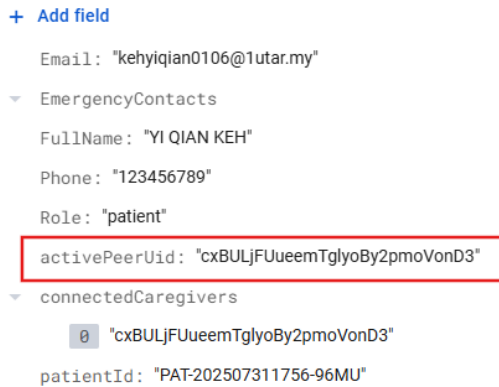 + Add field
Email: "kehyiqian0106@1utar.my"
EmergencyContacts
FullName: "YI QIAN KEH"
Phone: "123456789"
Role: "patient"
activePeerUid: "cxBULjFUueemTglyoBy2pmoVonD3"
connectedCaregivers
0 "cxBULjFUueemTglyoBy2pmoVonD3"
patientId: "PAT-202507311756-96MU"